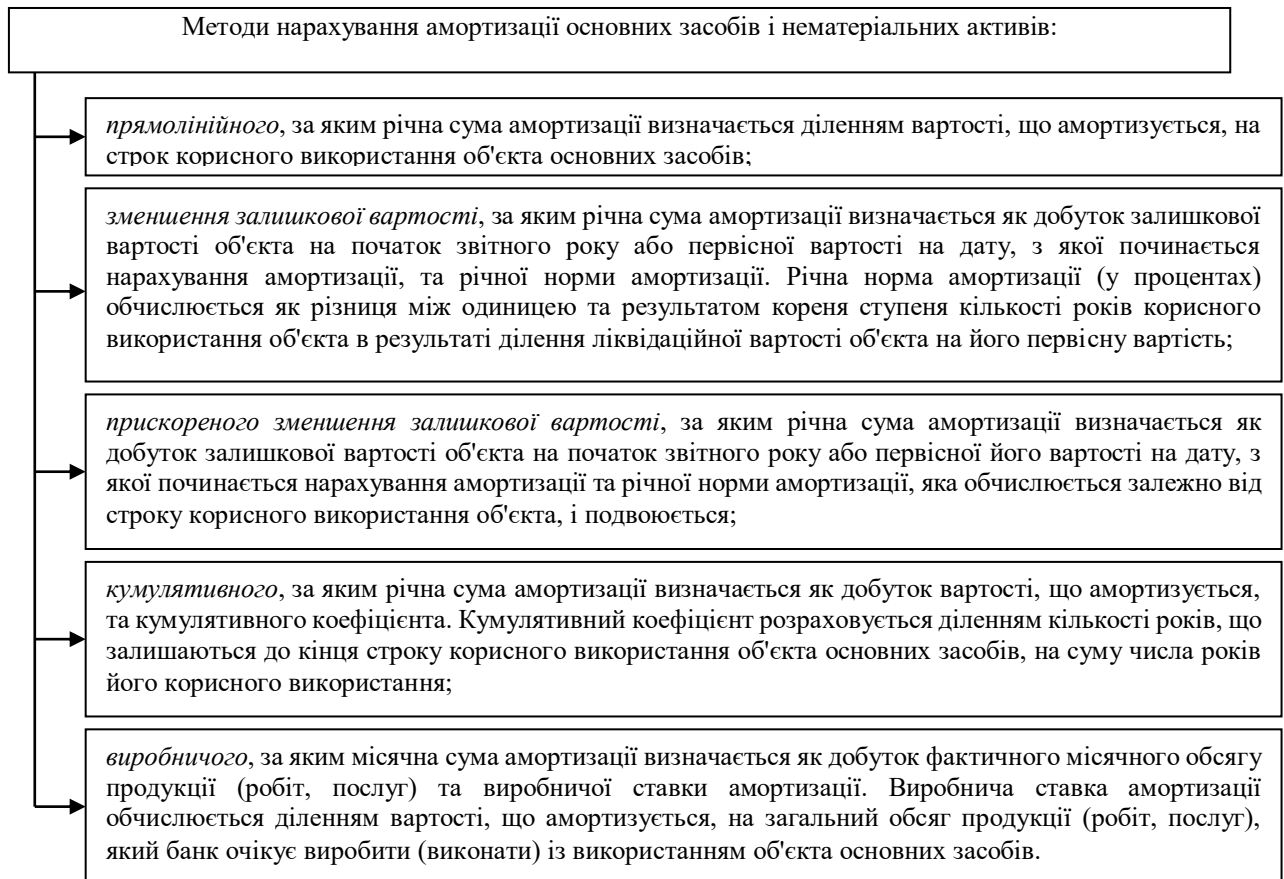 Методи нарахування амортизації основних засобів і нематеріальних активів:
прямолінійного, за яким річна сума амортизації визначається діленням вартості, що амортизується, на
строк корисного використання об'єкта основних засобів;
зменшення залишкової вартості, за яким річна сума амортизації визначається як добуток залишкової
вартості об'єкта на початок звітного року або первісної вартості на дату, з якої починається
нарахування амортизації, та річної норми амортизації. Річна норма амортизації (у процентах)
обчислюється як різниця між одиницею та результатом кореня ступеня кількості років корисного
використання об'єкта в результаті ділення ліквідаційної вартості об'єкта на його первісну вартість;
прискореного зменшення залишкової вартості, за яким річна сума амортизації визначається як
добуток залишкової вартості об'єкта на початок звітного року або первісної його вартості на дату, з
якої починається нарахування амортизації та річної норми амортизації, яка обчислюється залежно від
строку корисного використання об'єкта, і подвоюється;
кумулятивного, за яким річна сума амортизації визначається як добуток вартості, що амортизується,
та кумулятивного коефіцієнта. Кумулятивний коефіцієнт розраховується діленням кількості років, що
залишаються до кінця строку корисного використання об'єкта основних засобів, на суму числа років
його корисного використання;
виробничого, за яким місячна сума амортизації визначається як добуток фактичного місячного обсягу
продукції (робіт, послуг) та виробничої ставки амортизації. Виробнича ставка амортизації
обчислюється діленням вартості, що амортизується, на загальний обсяг продукції (робіт, послуг),
який банк очікує виробити (виконати) із використанням об'єкта основних засобів.